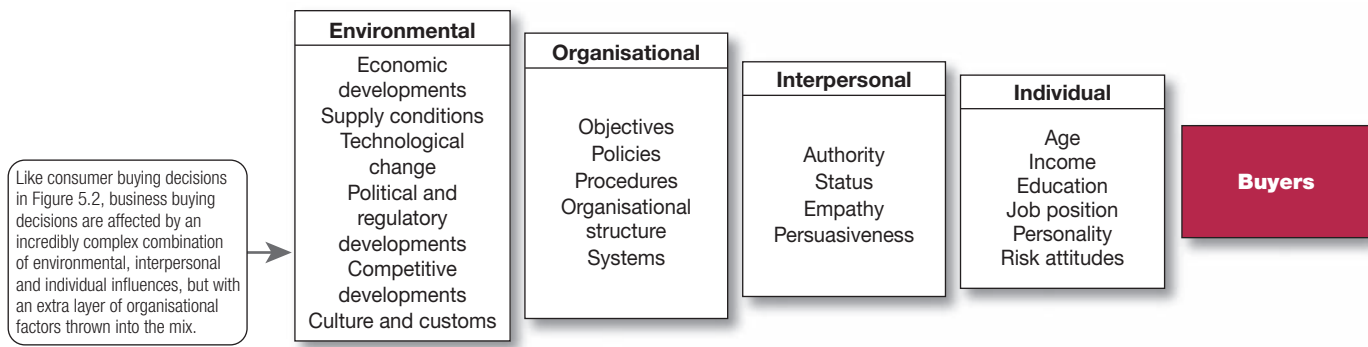 Like consumer buying decisions
in Figure 5.2, business buying
decisions are affected by an
incredibly complex combination
of environmental, interpersonal
and individual influences, but with
an extra layer of organisational
factors thrown into the mix.
Environmental
Economic
developments
Supply conditions
Technological
change
Political and
regulatory
developments
Competitive
developments
Culture and customs
Organisational
Objectives
Policies
Procedures
Organisational
structure
Systems
Interpersonal
Authority
Status
Empathy
Persuasiveness
Individual
Age
Income
Education
Job position
Personality
Risk attitudes
Buyers